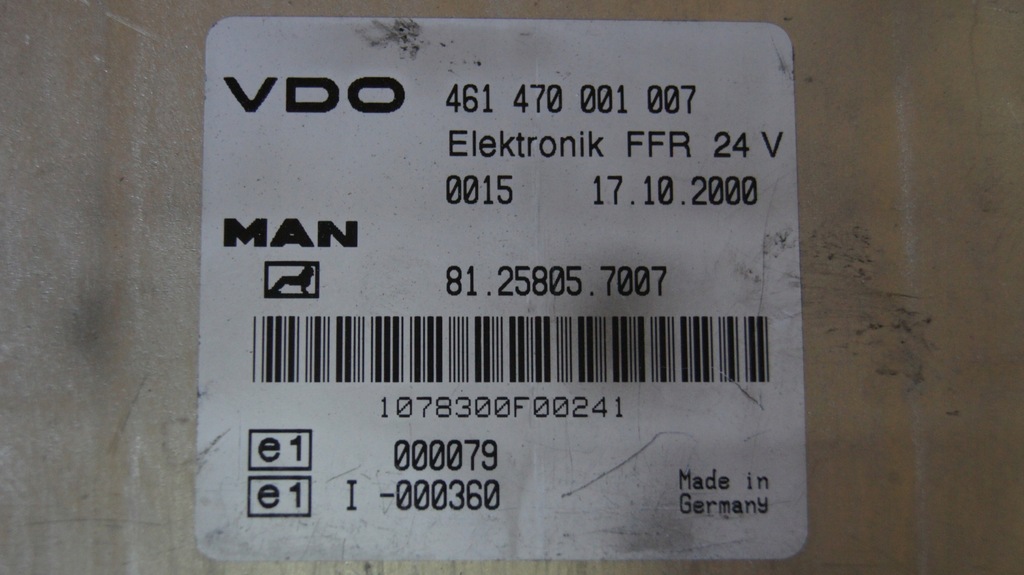 VDO 461 470 001 007
Elektronik FFR 24 V
0015 17.10.2000
MAN
81.25805.7007
1078300F00241
e1 000079
e1 I -000360
Made in
Germany